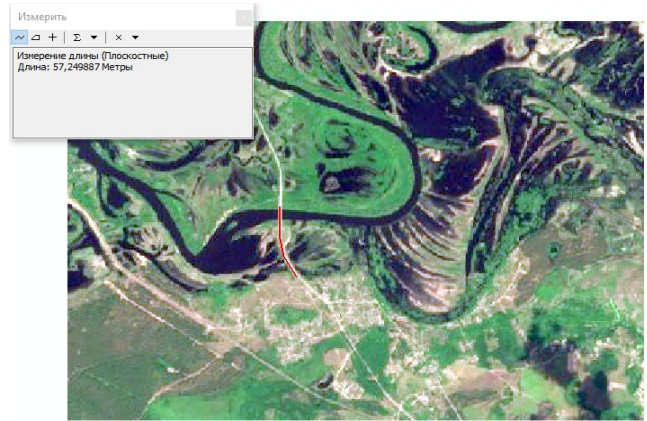 Измерить
Измерение длины (Плоскостные)
Длина: 57,249887 Метры